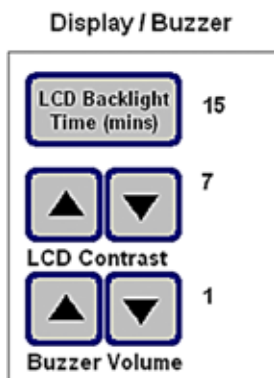 Display / Buzzer
LCD Backlight
Time (mins)
15
7
LCD Contrast
1
Buzzer Volume